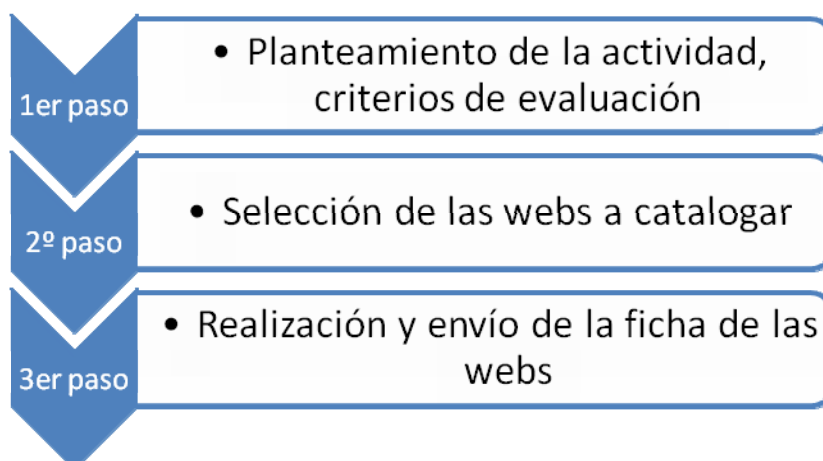 1er paso
• Planteamiento de la actividad,
criterios de evaluación
2º paso
• Selección de las webs a catalogar
3er paso
• Realización y envío de la ficha de las
webs